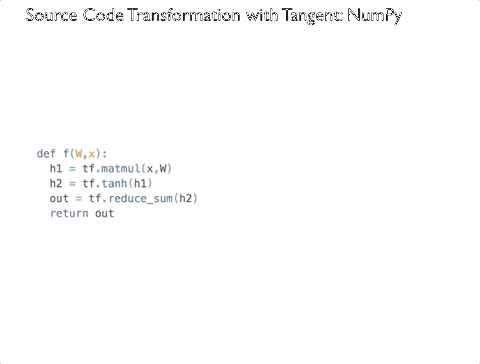 Source Code Transformation with Tangent: NumPy
def f(W,x):
  h1 = tf.matmul(x,W)
  h2 = tf.tanh(h1)
  out = tf.reduce_sum(h2)
  return out